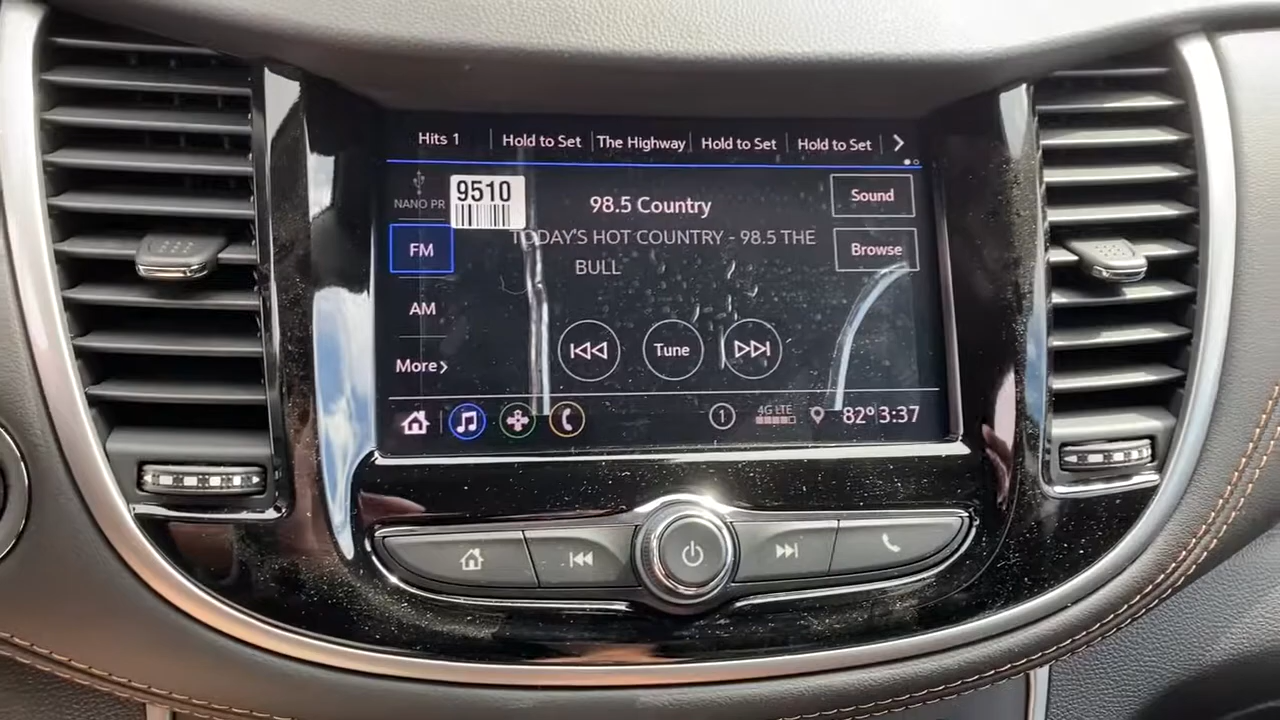 Hits 1
Hold to Set
The Highway
Hold to Set
Hold to Set
NANO PR
9510
98.5 Country
Sound
FM
TODAY'S HOT COUNTRY - 98.5 THE
BULL
Browse
AM
Tune
More
1
4G LTE
82° 3:37